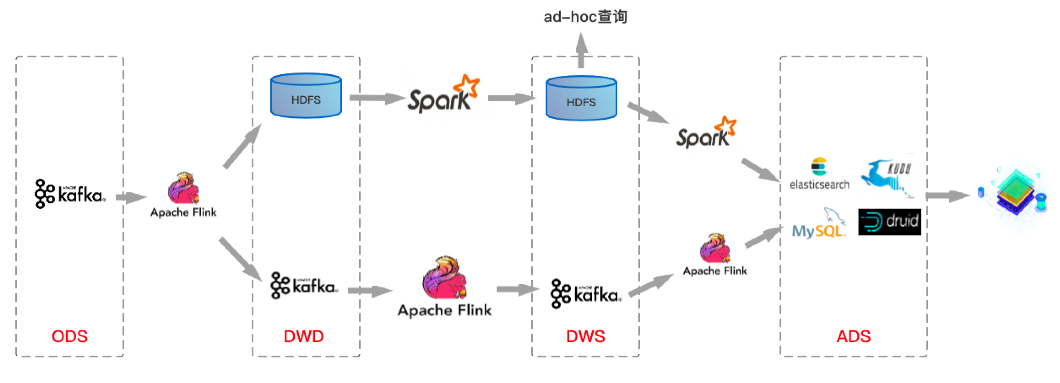 ad-hoc查询
HDFS
Spark
HDFS
Spark
APACHE
kafka®
Apache Flink
elasticsearch
KUDU
MySQL
druid
Apache Flink
kafka®
Apache Flink
kafka®
ODS
DWD
DWS
ADS